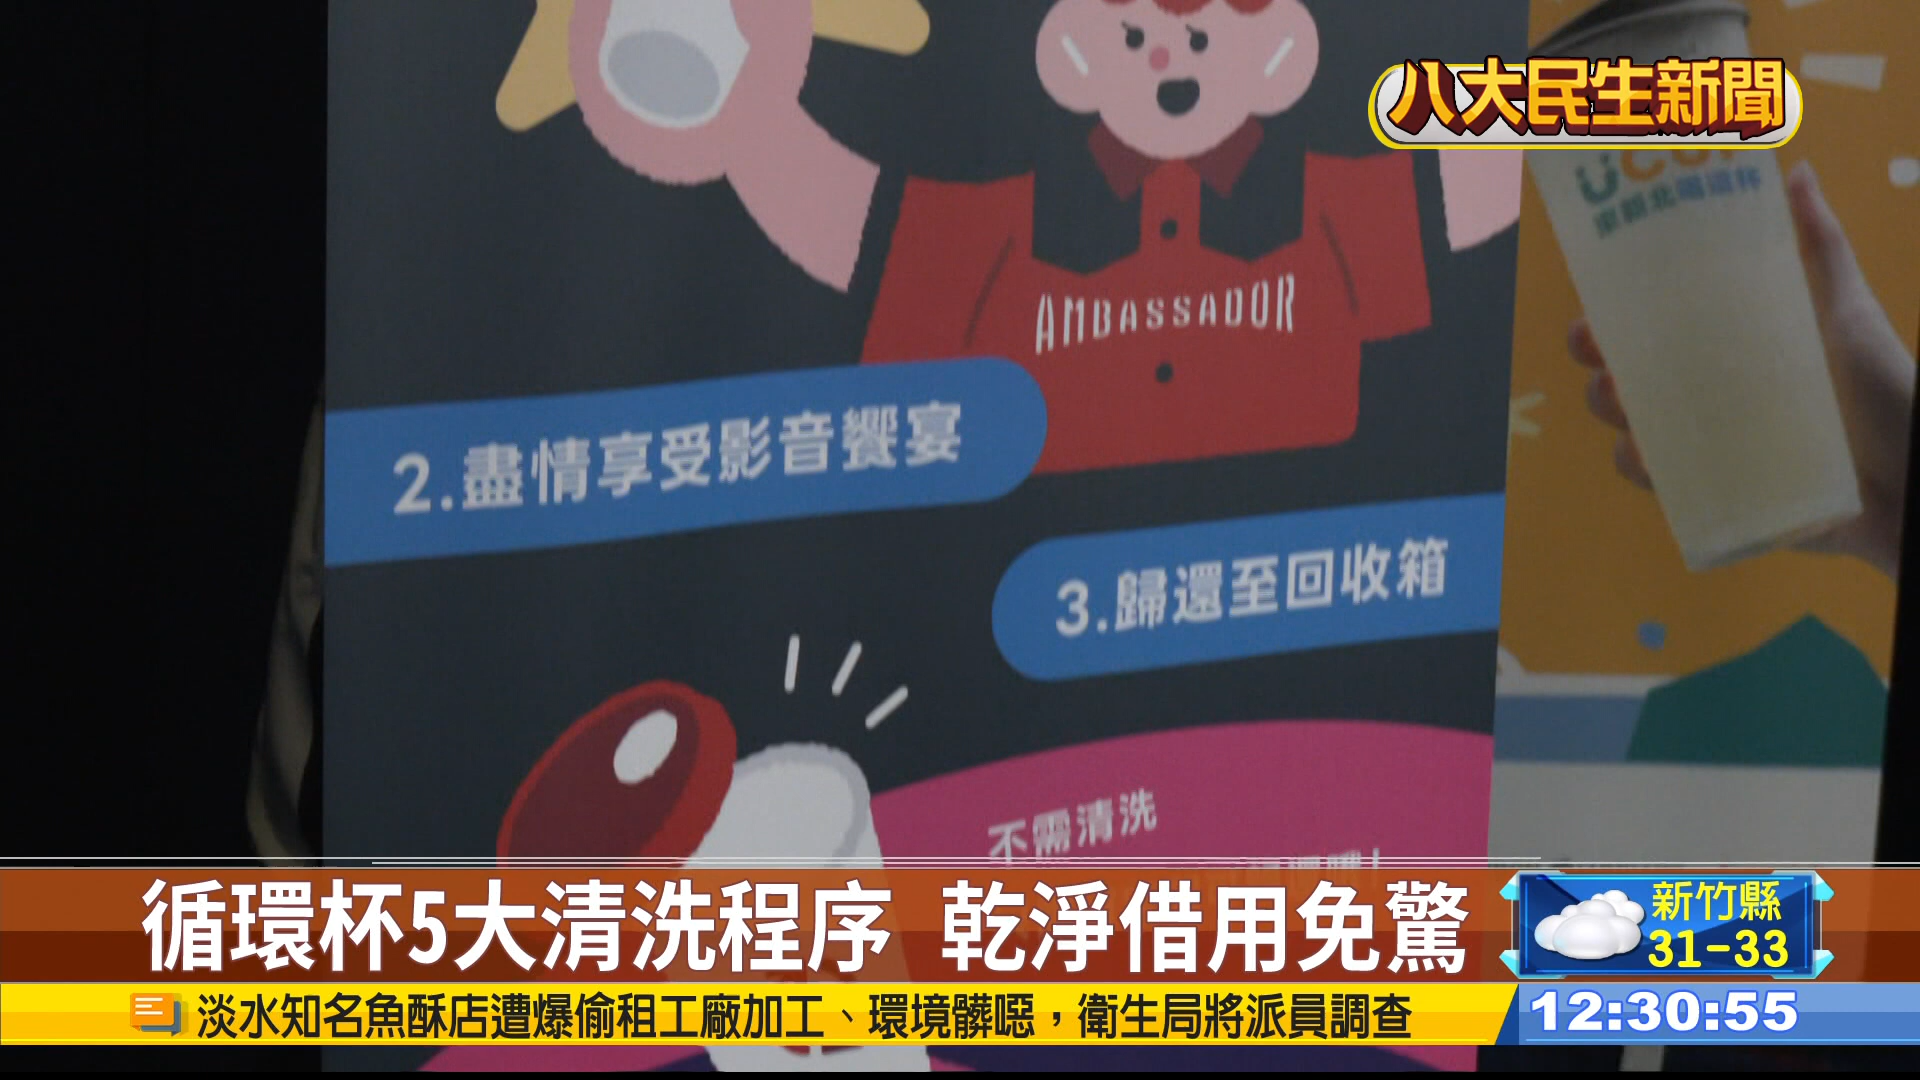 八大民生新聞
UCUP
AMBASSADOR
2.盡情享受影音饗宴
3.歸還至回收箱
不需清洗
循環杯5大清洗程序 乾淨借用免驚
新竹縣
31-33
淡水知名魚酥店遭爆偷租工廠加工、環境髒噁，衛生局將派員調查
12:30:55